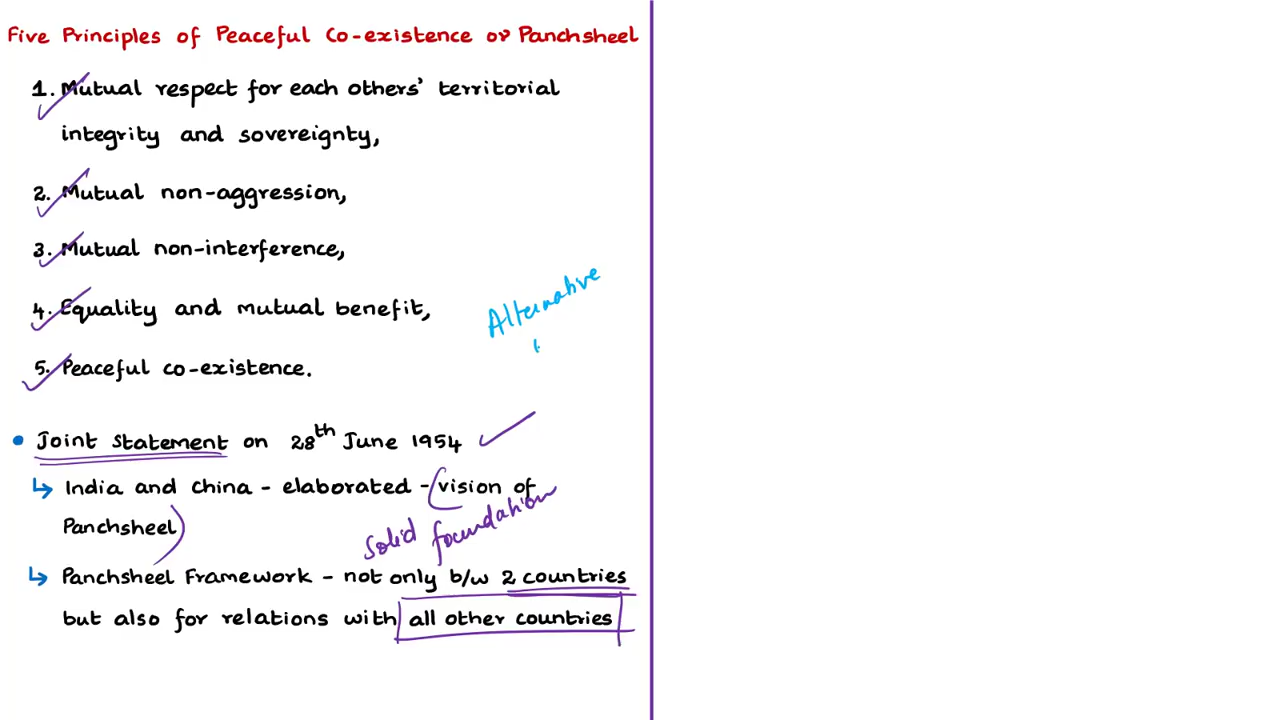 Five Principles of Peaceful Co-existence or Panchsheel
1. Mutual respect for each others' territorial
integrity and sovereignty,
2. Mutual non-aggression,
3. Mutual non-interference,
4. Equality and mutual benefit,
Alternative
5. Peaceful co-existence.
• Joint Statement on 28th June 1954
↳ India and China - elaborated - (vision of
Panchsheel)
solid foundation
↳ Panchsheel Framework - not only b/w 2 countries
but also for relations with all other countries